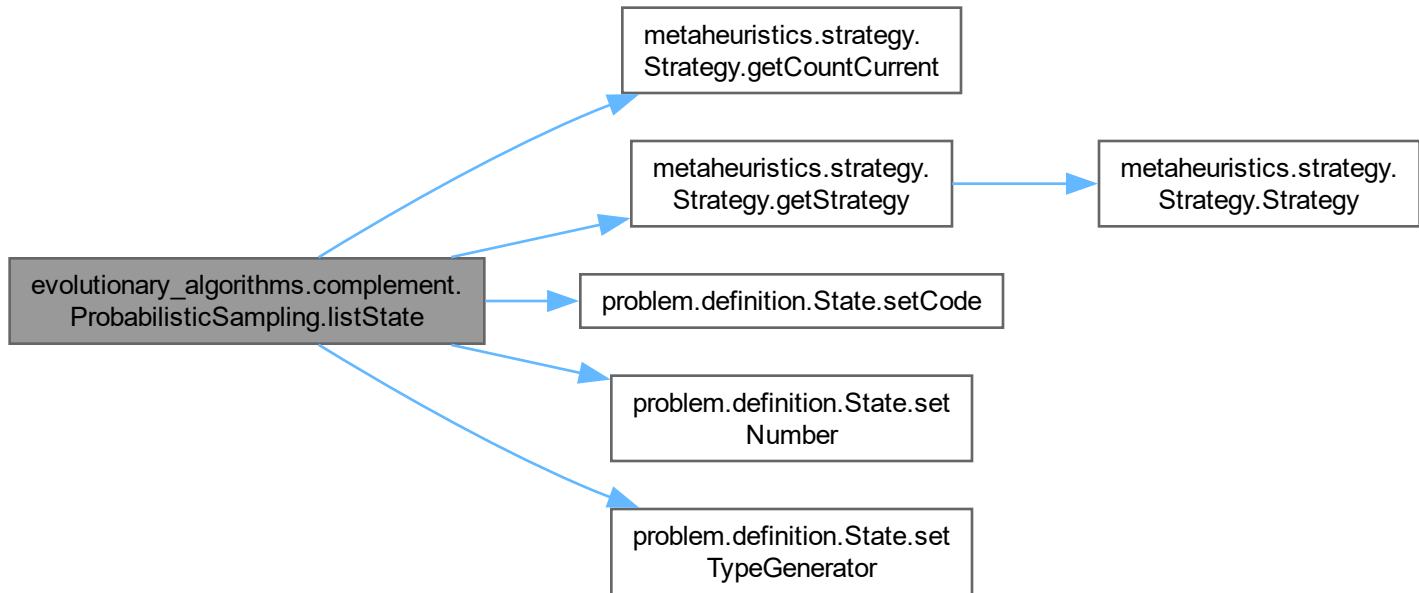 metaheuristics.strategy.
Strategy.getCountCurrent
metaheuristics.strategy.
Strategy.getStrategy
metaheuristics.strategy.
Strategy.Strategy
evolutionary_algorithms.complement.
ProbabilisticSampling.listState
problem.definition.State.setCode
problem.definition.State.set
Number
problem.definition.State.set
TypeGenerator